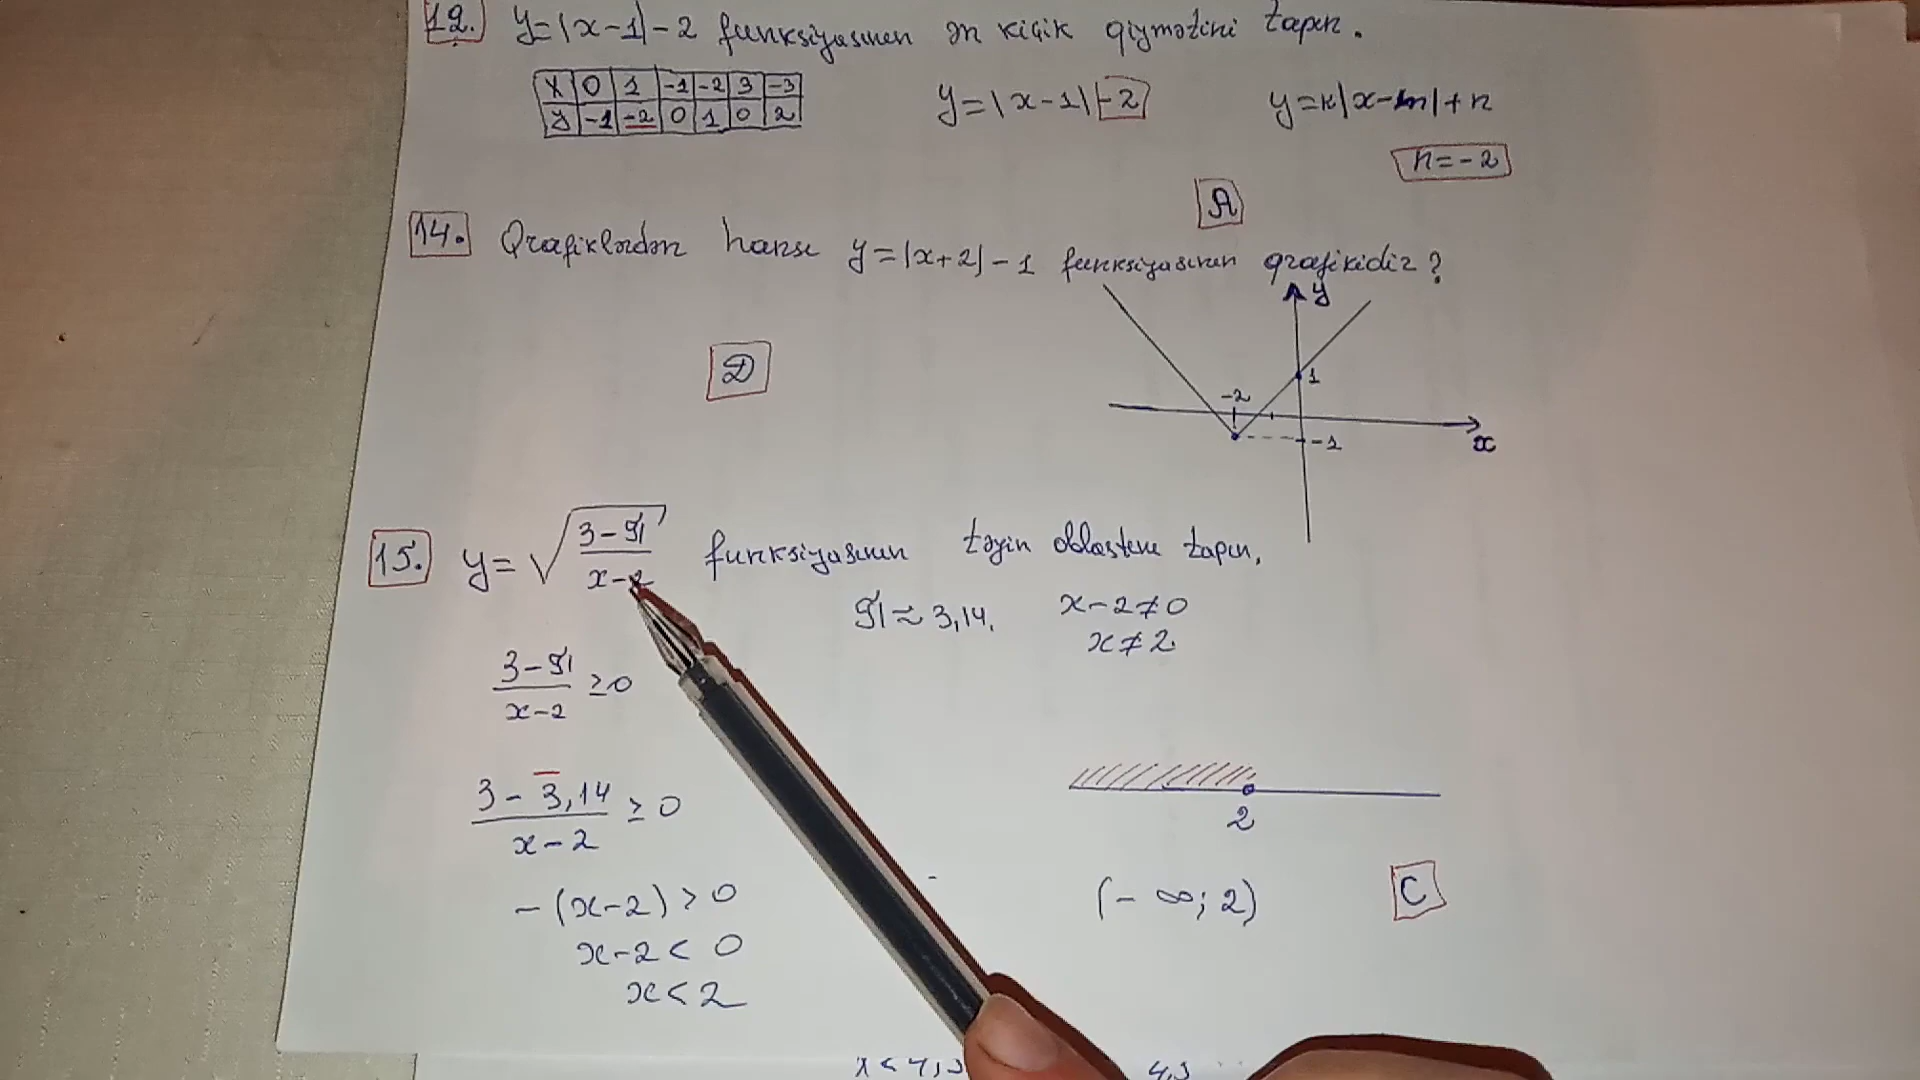 12. y=|x-1|-2 funksiyasının ən kiçik qiymətini tapın.
x 0 1 -1 -2 3 -3
y -1 -2 0 1 0 2
y=|x-1|-2
y=k|x-m|+n
n=-2
A
14. Qrafiklərdən hansı y=|x+2|-1 funksiyasının qrafikidir?
y
1
-2
-1
x
D
15. y=√((3-π)/(x-2)) funksiyasının təyin oblastını tapın.
π≈3,14.
x-2≠0
x≠2
(3-π)/(x-2) ≥0
(3-3,14)/(x-2) ≥0
2
-(x-2)>0
(-∞; 2)
C
x-2<0
x<2